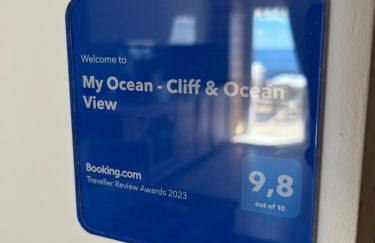 Welcome to
My Ocean - Cliff & Ocean
View
Booking.com
Traveller Review Awards 2023
9,8
out of 10